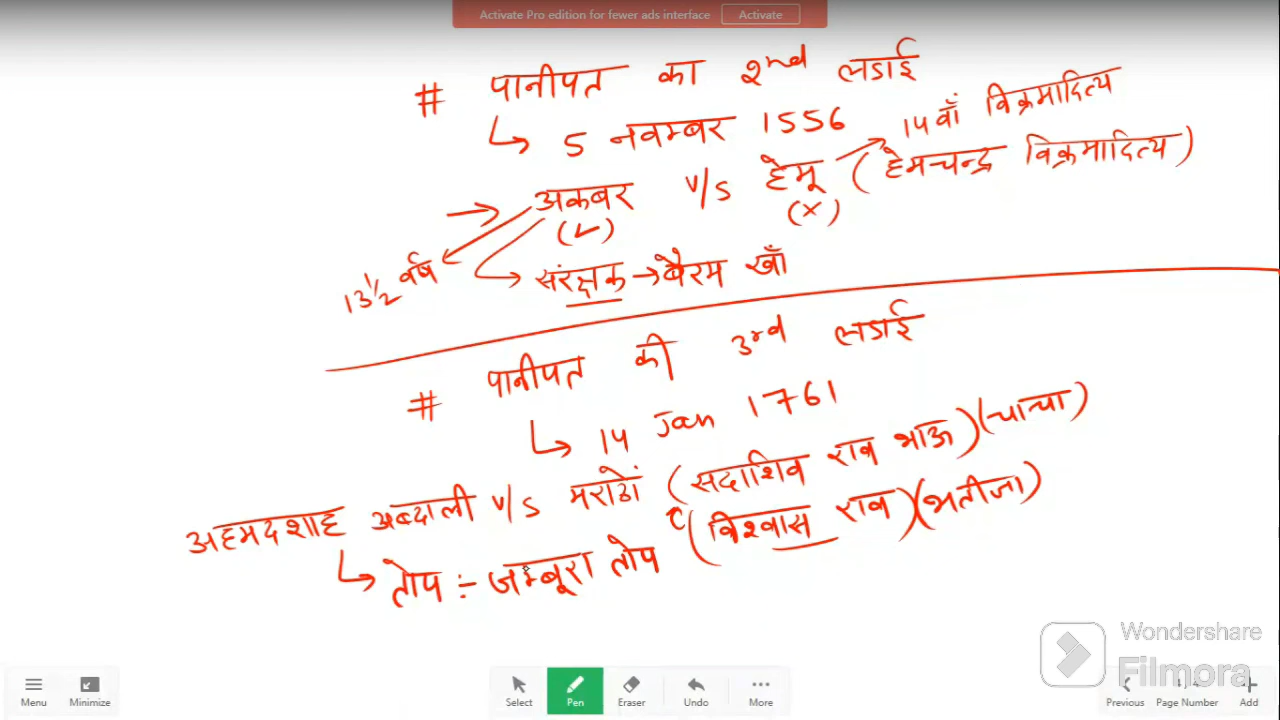 Activate Pro edition for fewer ads interface Activate
# पानीपत का 2nd लडाई
↳ 5 नवम्बर 1556
14वाँ विक्रमादित्य
→ अकबर v/s हेमू (हेमचन्द्र विक्रमादित्य)
(✓) (×)
13 1/2 वर्ष
संरक्षक → बैरम खाँ
# पानीपत की 3rd लडाई
↳ 14 Jan 1761
अहमदशाह अब्दाली v/s मराठों (सदाशिव राव भाऊ) (चाचा)
(विश्वास राव) (भतीजा)
↳ तोप :- जम्बूरा तोप
Wondershare
Filmora
Menu Minimize Select Pen Eraser Undo More Previous Page Number Add